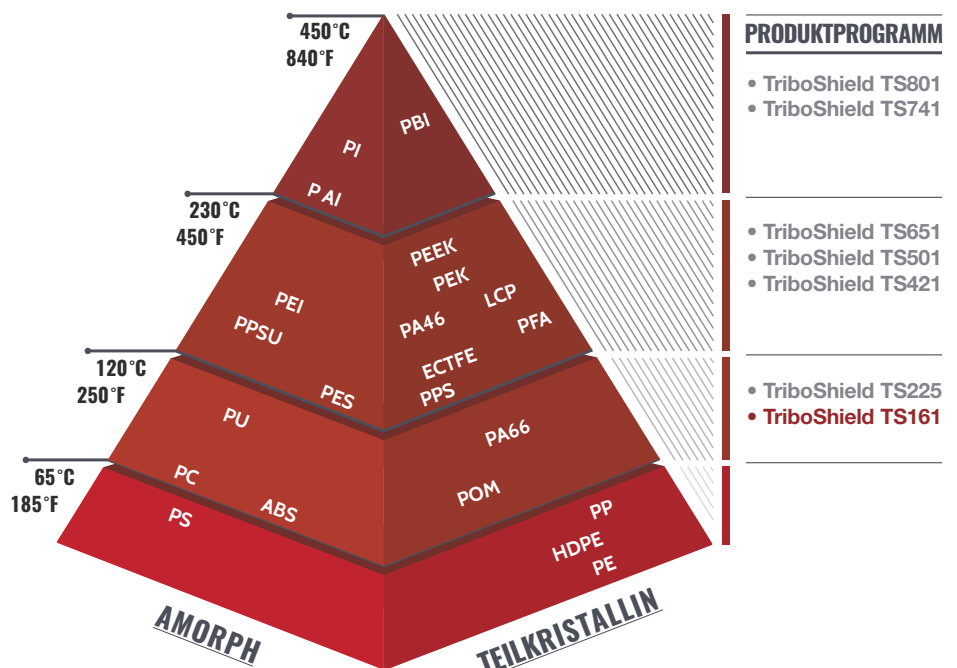 450°C
840°F
PRODUKTPROGRAMM
• TriboShield TS801
• TriboShield TS741
PBI
PI
P AI
230°C
450°F
• TriboShield TS651
• TriboShield TS501
• TriboShield TS421
PEEK
PEK
LCP
PEI
PA46
PFA
PPSU
ECTFE
PPS
PES
120°C
250°F
• TriboShield TS225
• TriboShield TS161
PU
PA66
PC
POM
ABS
65°C
185°F
PS
PP
HDPE
PE
AMORPH
TEILKRISTALLIN